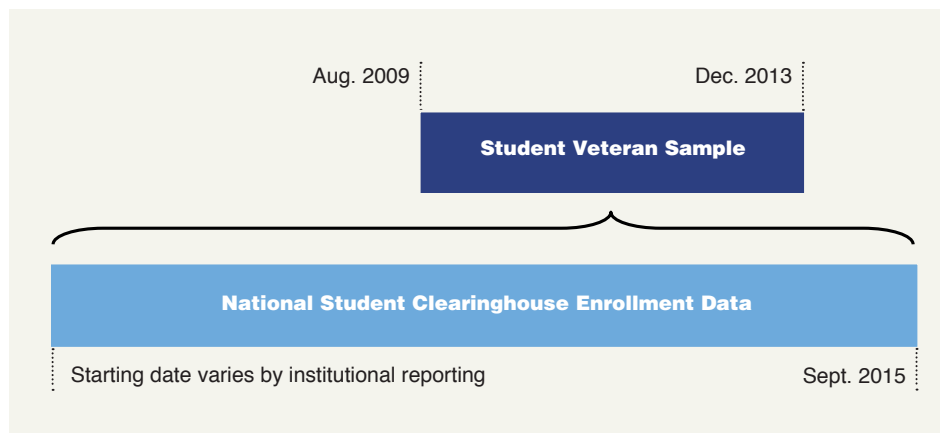 Aug. 2009
Dec. 2013
Student Veteran Sample
National Student Clearinghouse Enrollment Data
Starting date varies by institutional reporting
Sept. 2015